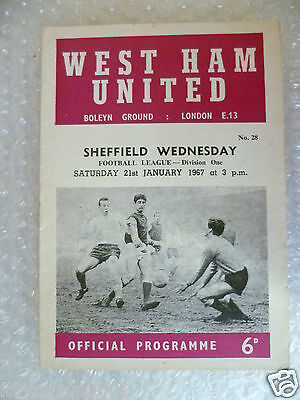 WEST HAM
UNITED
BOLEYN GROUND : LONDON E.13
No. 28
SHEFFIELD WEDNESDAY
FOOTBALL LEAGUE — Division One
SATURDAY 21st JANUARY 1967 at 3 p.m.
OFFICIAL PROGRAMME 6D